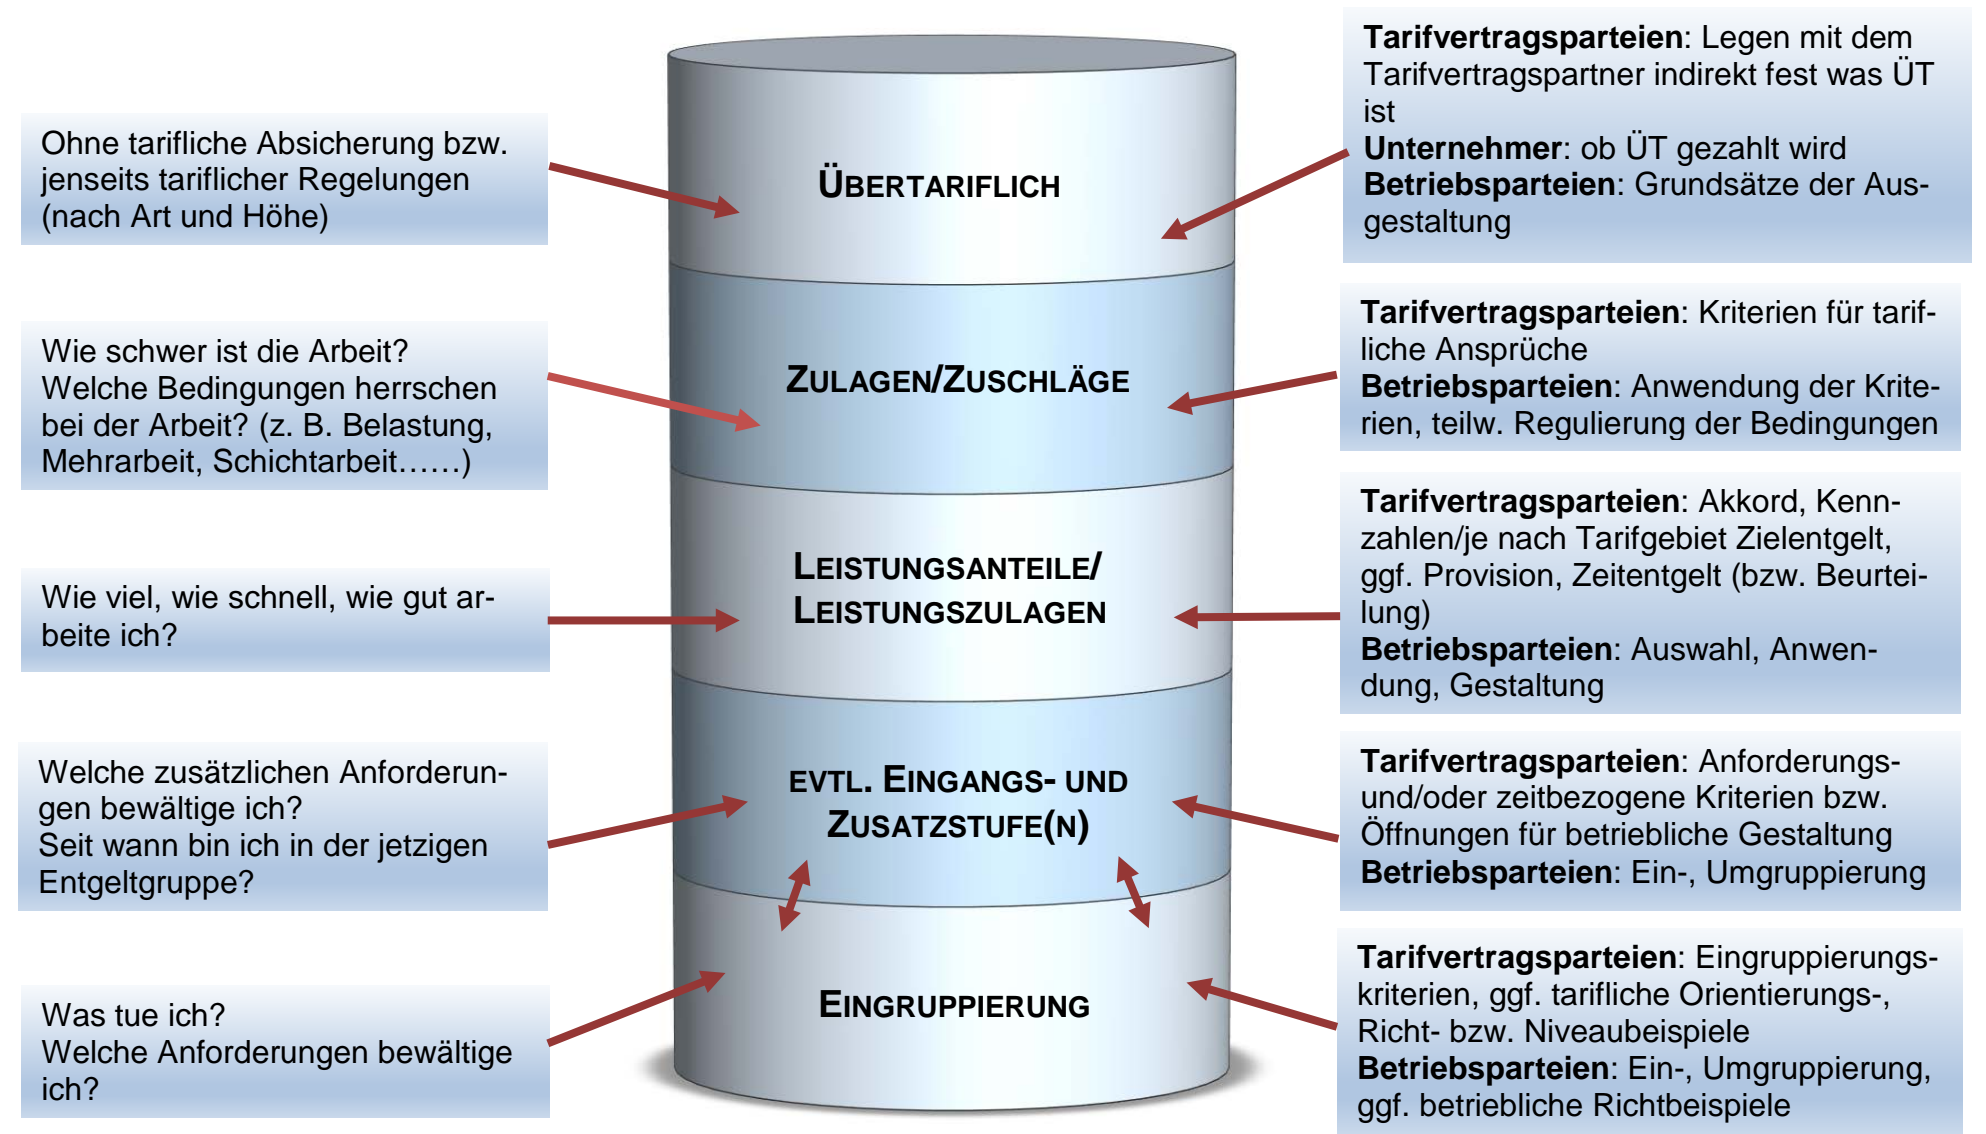 Ohne tarifliche Absicherung bzw.
jenseits tariflicher Regelungen
(nach Art und Höhe)
ÜBERTARIFLICH
Tarifvertragsparteien: Legen mit dem
Tarifvertragspartner indirekt fest was ÜT
ist
Unternehmer: ob ÜT gezahlt wird
Betriebsparteien: Grundsätze der Aus-
gestaltung
Wie schwer ist die Arbeit?
Welche Bedingungen herrschen
bei der Arbeit? (z. B. Belastung,
Mehrarbeit, Schichtarbeit……)
ZULAGEN/ZUSCHLÄGE
Tarifvertragsparteien: Kriterien für tarif-
liche Ansprüche
Betriebsparteien: Anwendung der Krite-
rien, teilw. Regulierung der Bedingungen
Wie viel, wie schnell, wie gut ar-
beite ich?
LEISTUNGSANTEILE/
LEISTUNGSZULAGEN
Tarifvertragsparteien: Akkord, Kenn-
zahlen/je nach Tarifgebiet Zielentgelt,
ggf. Provision, Zeitentgelt (bzw. Beurtei-
lung)
Betriebsparteien: Auswahl, Anwen-
dung, Gestaltung
Welche zusätzlichen Anforderun-
gen bewältige ich?
Seit wann bin ich in der jetzigen
Entgeltgruppe?
EVTL. EINGANGS- UND
ZUSATZSTUFE(N)
Tarifvertragsparteien: Anforderungs-
und/oder zeitbezogene Kriterien bzw.
Öffnungen für betriebliche Gestaltung
Betriebsparteien: Ein-, Umgruppierung
Was tue ich?
Welche Anforderungen bewältige
ich?
EINGRUPPIERUNG
Tarifvertragsparteien: Eingruppierungs-
kriterien, ggf. tarifliche Orientierungs-,
Richt- bzw. Niveaubeispiele
Betriebsparteien: Ein-, Umgruppierung,
ggf. betriebliche Richtbeispiele